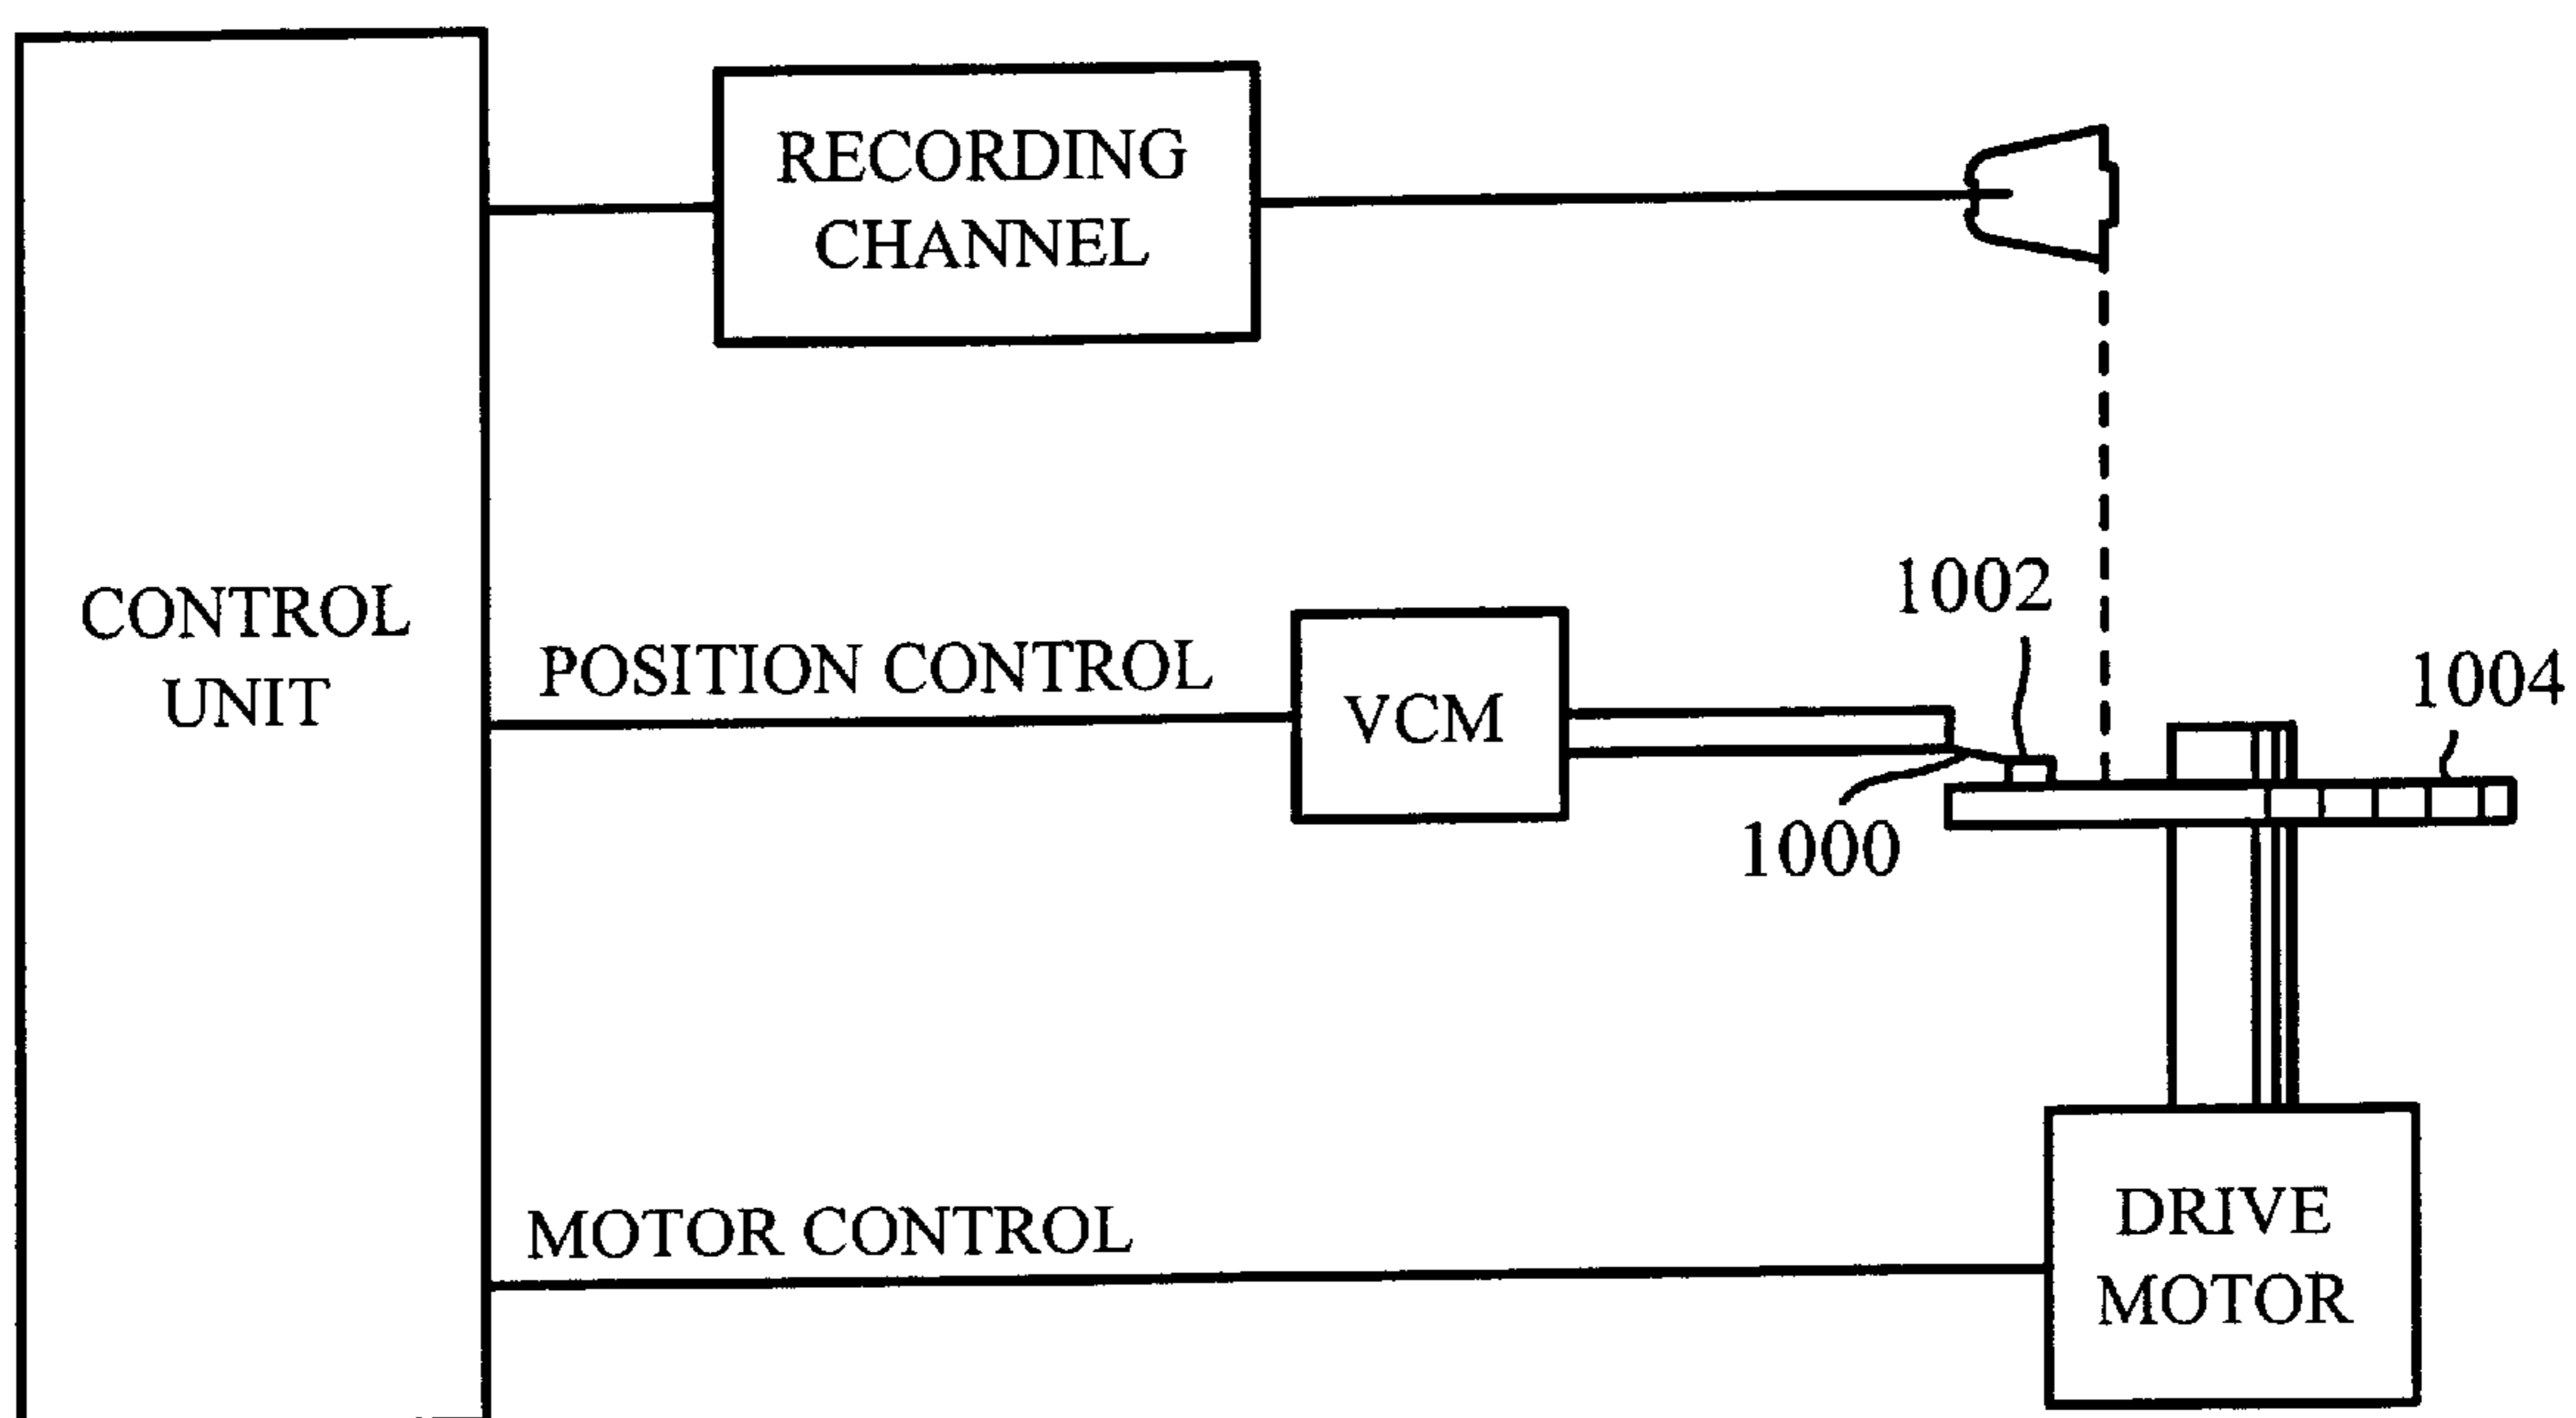 RECORDING
CHANNEL
CONTROL
UNIT
POSITION CONTROL
VCM
1002
1004
1000
MOTOR CONTROL
DRIVE
MOTOR